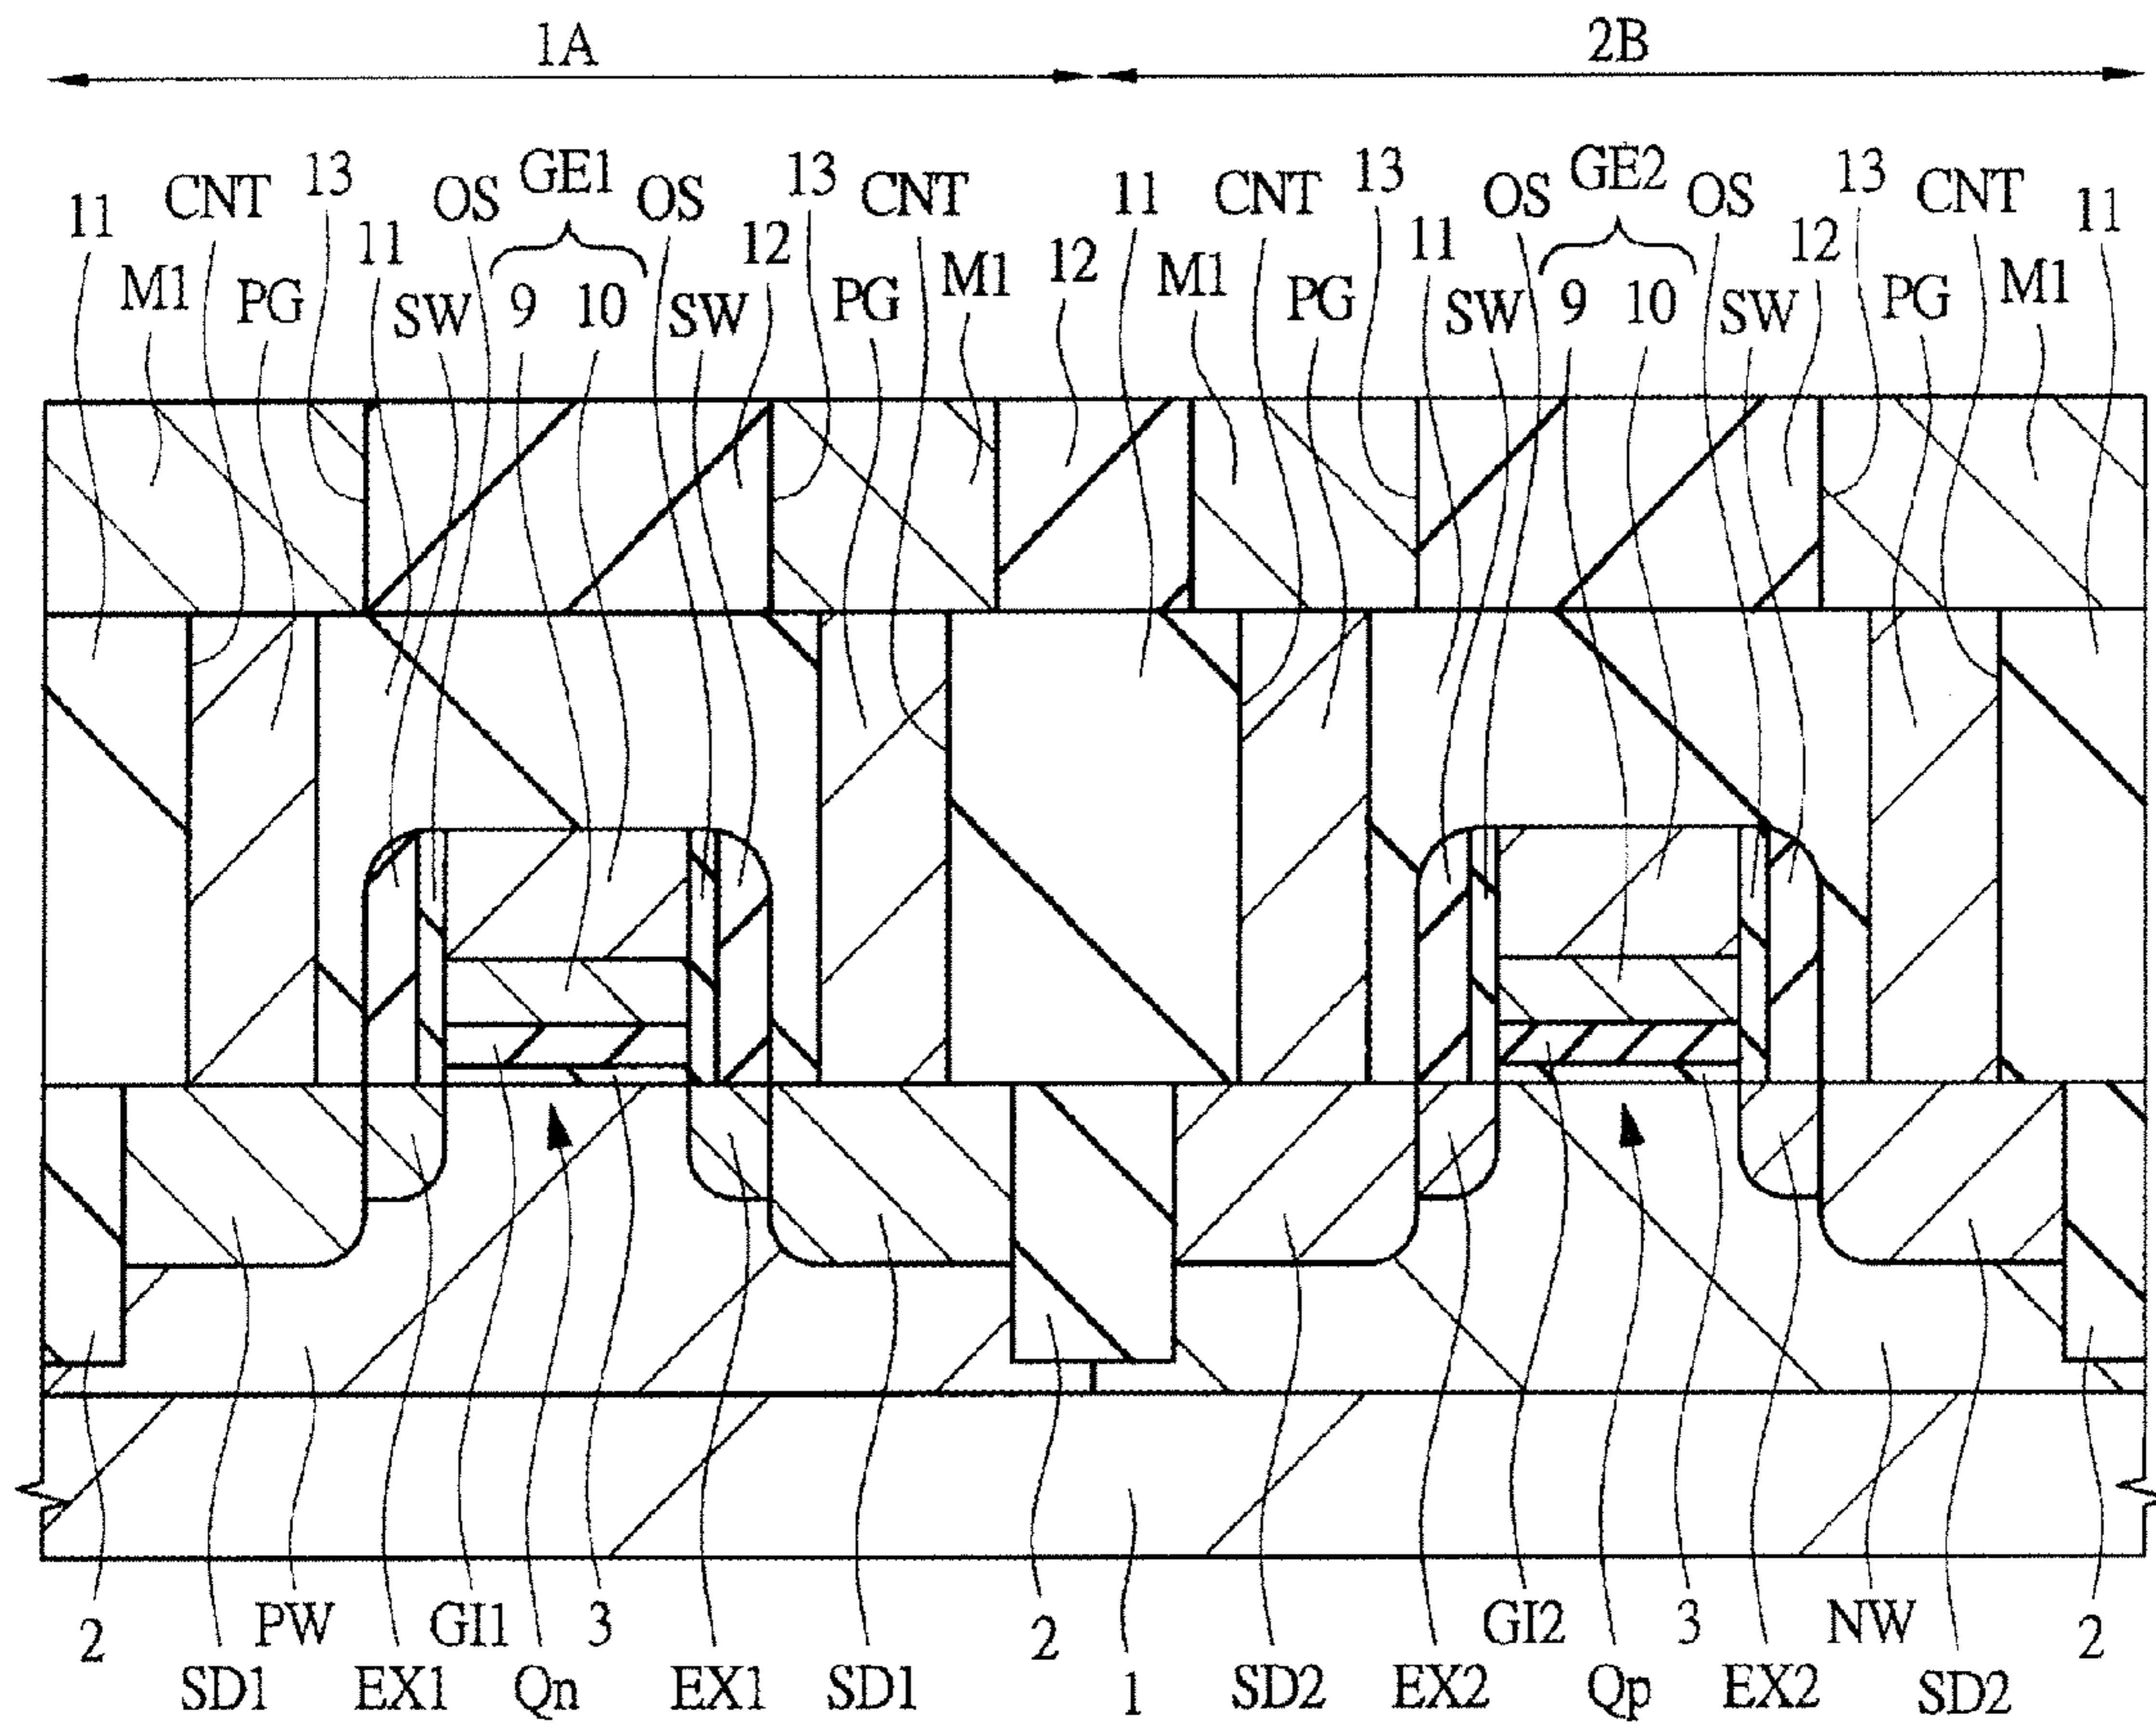 1A 2B
GE1 GE2
13 13 13 13
CNT OS OS CNT CNT OS OS CNT
11 11 11
11 12 11 12
M1 PG SW 9 10 SW PG M1 12 M1 PG SW 9 10 SW PG M1
2 PW GI1 3 2 GI2 3 NW 2
SD1 EX1 Qn EX1 SD1 1 SD2 EX2 Qp EX2 SD2